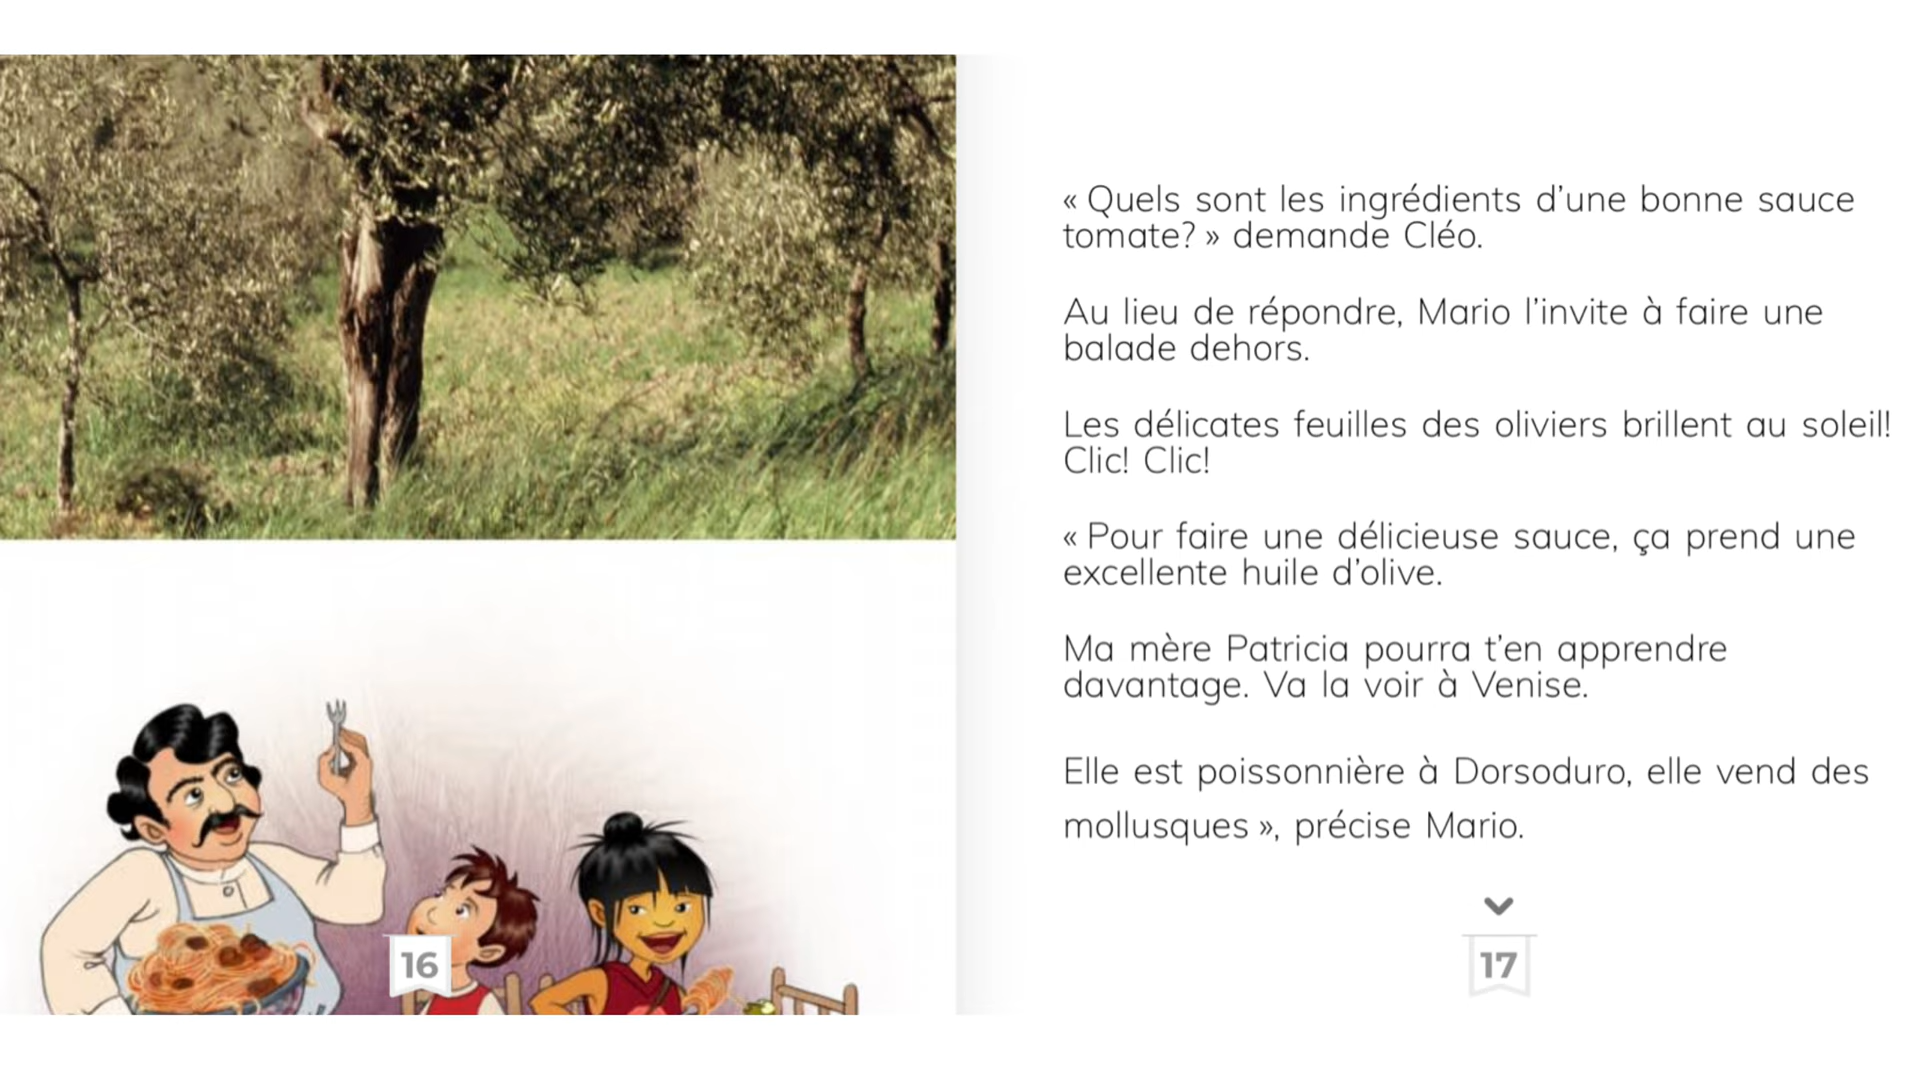 « Quels sont les ingrédients d’une bonne sauce
tomate? » demande Cléo.
Au lieu de répondre, Mario l’invite à faire une
balade dehors.
Les délicates feuilles des oliviers brillent au soleil!
Clic! Clic!
« Pour faire une délicieuse sauce, ça prend une
excellente huile d’olive.
Ma mère Patricia pourra t’en apprendre
davantage. Va la voir à Venise.
Elle est poissonnière à Dorsoduro, elle vend des
mollusques », précise Mario.
16
17